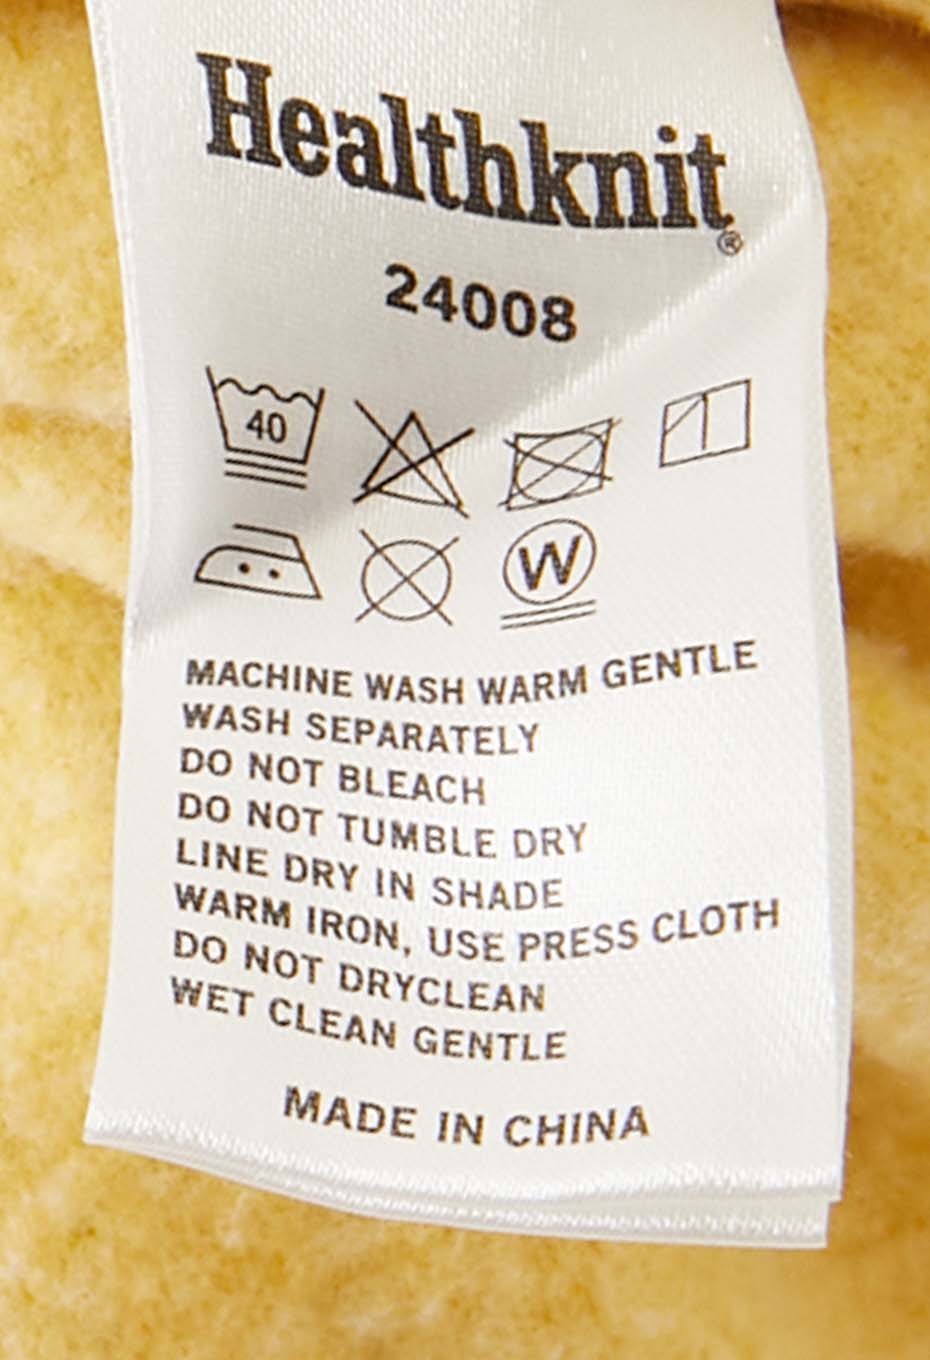 Healthknit®
24008
40
W
MACHINE WASH WARM GENTLE
WASH SEPARATELY
DO NOT BLEACH
DO NOT TUMBLE DRY
LINE DRY IN SHADE
WARM IRON, USE PRESS CLOTH
DO NOT DRYCLEAN
WET CLEAN GENTLE
MADE IN CHINA